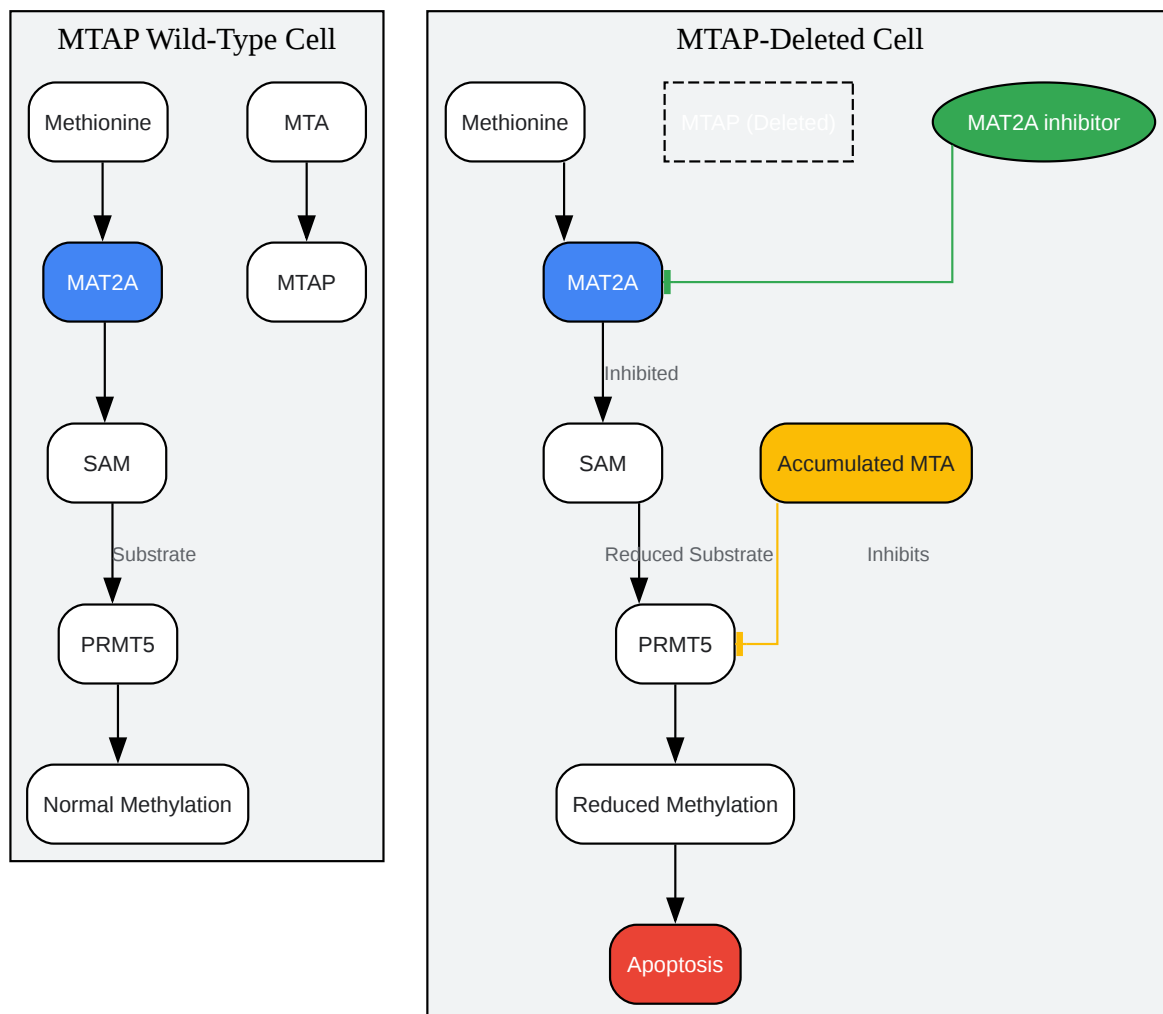 MTAP Wild-Type Cell
Methionine
MTA
MAT2A
MTAP
SAM
Substrate
PRMT5
Normal Methylation
MTAP-Deleted Cell
Methionine
MTAP (Deleted)
MAT2A inhibitor
MAT2A
Inhibited
SAM
Accumulated MTA
Reduced Substrate
Inhibits
PRMT5
Reduced Methylation
Apoptosis